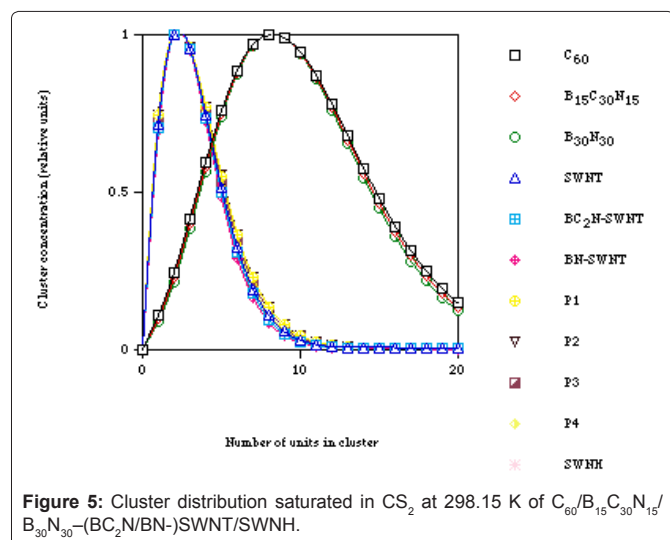 1
0.5
0
0
10
20
Cluster concentration (relative units)
Number of units in cluster
C₆₀
B₁₅C₃₀N₁₅
B₃₀N₃₀
SWNT
BC₂N-SWNT
BN-SWNT
P1
P2
P3
P4
SWNH
Figure 5: Cluster distribution saturated in CS₂ at 298.15 K of C₆₀/B₁₅C₃₀N₁₅/
B₃₀N₃₀–(BC₂N/BN-)SWNT/SWNH.